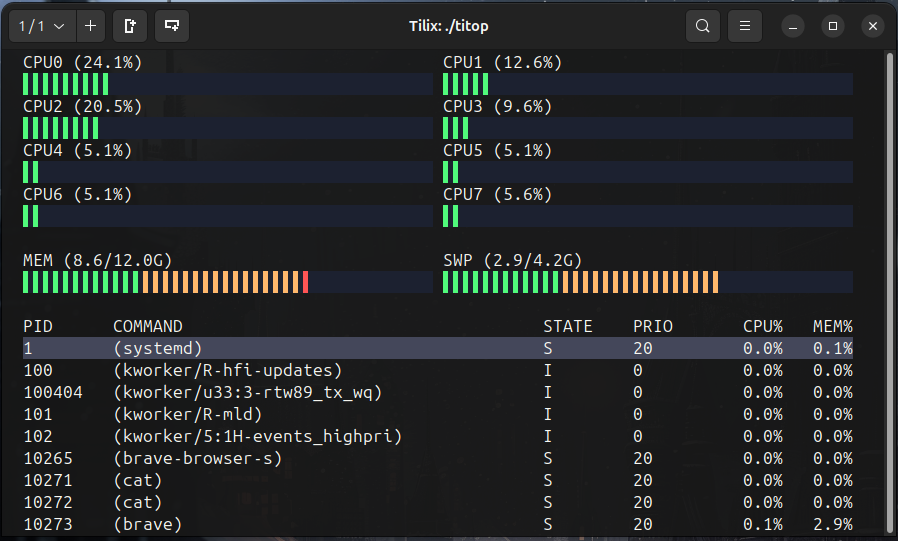 1 / 1
Tilix: ./titop
CPU0 (24.1%) CPU1 (12.6%)
CPU2 (20.5%) CPU3 (9.6%)
CPU4 (5.1%) CPU5 (5.1%)
CPU6 (5.1%) CPU7 (5.6%)
MEM (8.6/12.0G) SWP (2.9/4.2G)
PID COMMAND STATE PRIO CPU% MEM%
1 (systemd) S 20 0.0% 0.1%
100 (kworker/R-hfi-updates) I 0 0.0% 0.0%
100404 (kworker/u33:3-rtw89_tx_wq) I 0 0.0% 0.0%
101 (kworker/R-mld) I 0 0.0% 0.0%
102 (kworker/5:1H-events_highpri) I 0 0.0% 0.0%
10265 (brave-browser-s) S 20 0.0% 0.0%
10271 (cat) S 20 0.0% 0.0%
10272 (cat) S 20 0.0% 0.0%
10273 (brave) S 20 0.1% 2.9%